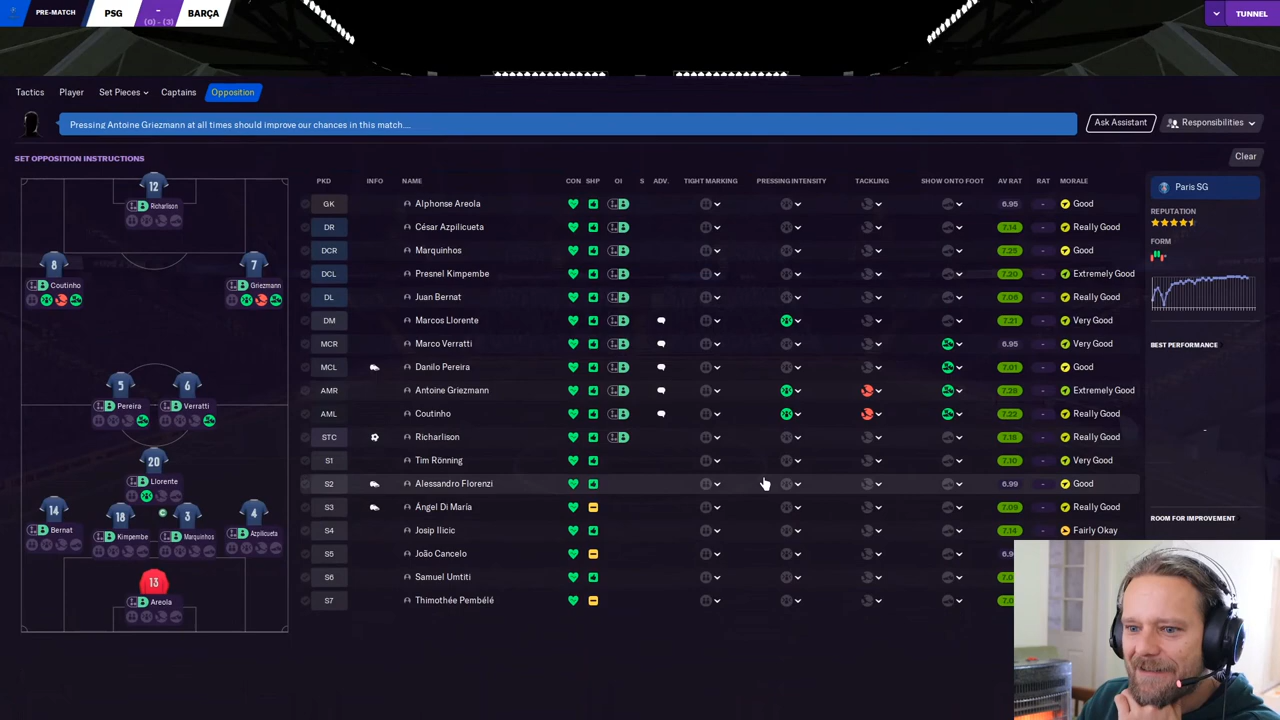 PRE-MATCH
PSG
-
(0) - (3)
BARÇA
TUNNEL
Tactics
Player
Set Pieces
Captains
Opposition
Pressing Antoine Griezmann at all times should improve our chances in this match....
Ask Assistant
Responsibilities
SET OPPOSITION INSTRUCTIONS
Clear
12
Richarlison
8
Coutinho
7
Griezmann
5
Pereira
6
Verratti
20
Llorente
14
Bernat
18
Kimpembe
3
Marquinhos
4
Azpilicueta
13
Areola
PKD INFO NAME CON SHP OI S ADV. TIGHT MARKING PRESSING INTENSITY TACKLING SHOW ONTO FOOT AV RAT RAT MORALE
GK Alphonse Areola 6.95 - Good
DR César Azpilicueta 7.14 - Really Good
DCR Marquinhos 7.25 - Good
DCL Presnel Kimpembe 7.20 - Extremely Good
DL Juan Bernat 7.06 - Really Good
DM Marcos Llorente 7.21 - Very Good
MCR Marco Verratti 6.95 - Very Good
MCL Danilo Pereira 7.01 - Good
AMR Antoine Griezmann 7.28 - Extremely Good
AML Coutinho 7.22 - Really Good
STC Richarlison 7.18 - Really Good
S1 Tim Rönning 7.10 - Very Good
S2 Alessandro Florenzi 6.99 - Good
S3 Ángel Di María 7.09 - Really Good
S4 Josip Ilicic 7.14 - Fairly Okay
S5 João Cancelo
S6 Samuel Umtiti
S7 Thimothée Pembélé
Paris SG
REPUTATION
FORM
BEST PERFORMANCE
-
ROOM FOR IMPROVEMENT